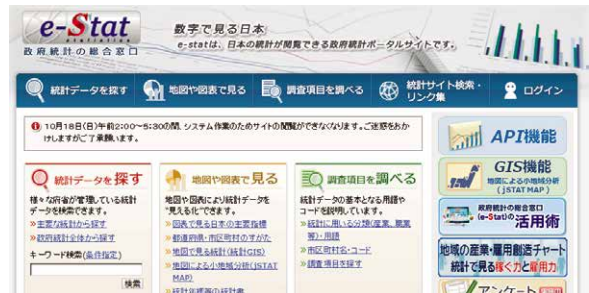 e-Stat
statistics
政府統計の総合窓口
数字で見る日本
e-statは、日本の統計が閲覧できる政府統計ポータルサイトです。
統計データを探す
地図や図表で見る
調査項目を調べる
統計サイト検索・
リンク集
ログイン
10月18日(日)午前2:00～5:30の間、システム作業のためサイトの閲覧ができなくなります。ご迷惑をおか
けしますがご了承願います。
統計データを探す
様々な府省が管理している統計
データを検索できます。
»主要な統計から探す
»政府統計全体から探す
キーワード検索(条件指定)
検索
地図や図表で見る
地図や図表により統計データを
"見える化"できます。
»図表で見る日本の主要指標
»都道府県・市区町村のすがた
»地図で見る統計(統計GIS)
»地図による小地域分析(jSTAT
MAP)
調査項目を調べる
統計データの基本となる用語や
コードを説明しています。
»統計に用いる分類(産業、職業
等)・用語
»市区町村名・コード
»調査項目を探す
API機能
GIS機能
地図による小地域分析
(jSTAT MAP)
政府統計の総合窓口
(e-Stat)の
活用術
地域の産業・雇用創造チャート
統計で見る稼ぐ力と雇用力
アンケート